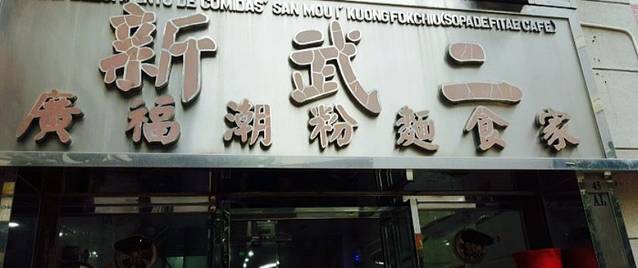 DE COMIDAS "SAN MOU I" KUONG FOK CHIO (SOPA DE FITA E CAFE)
新武二
廣福潮粉麵食家